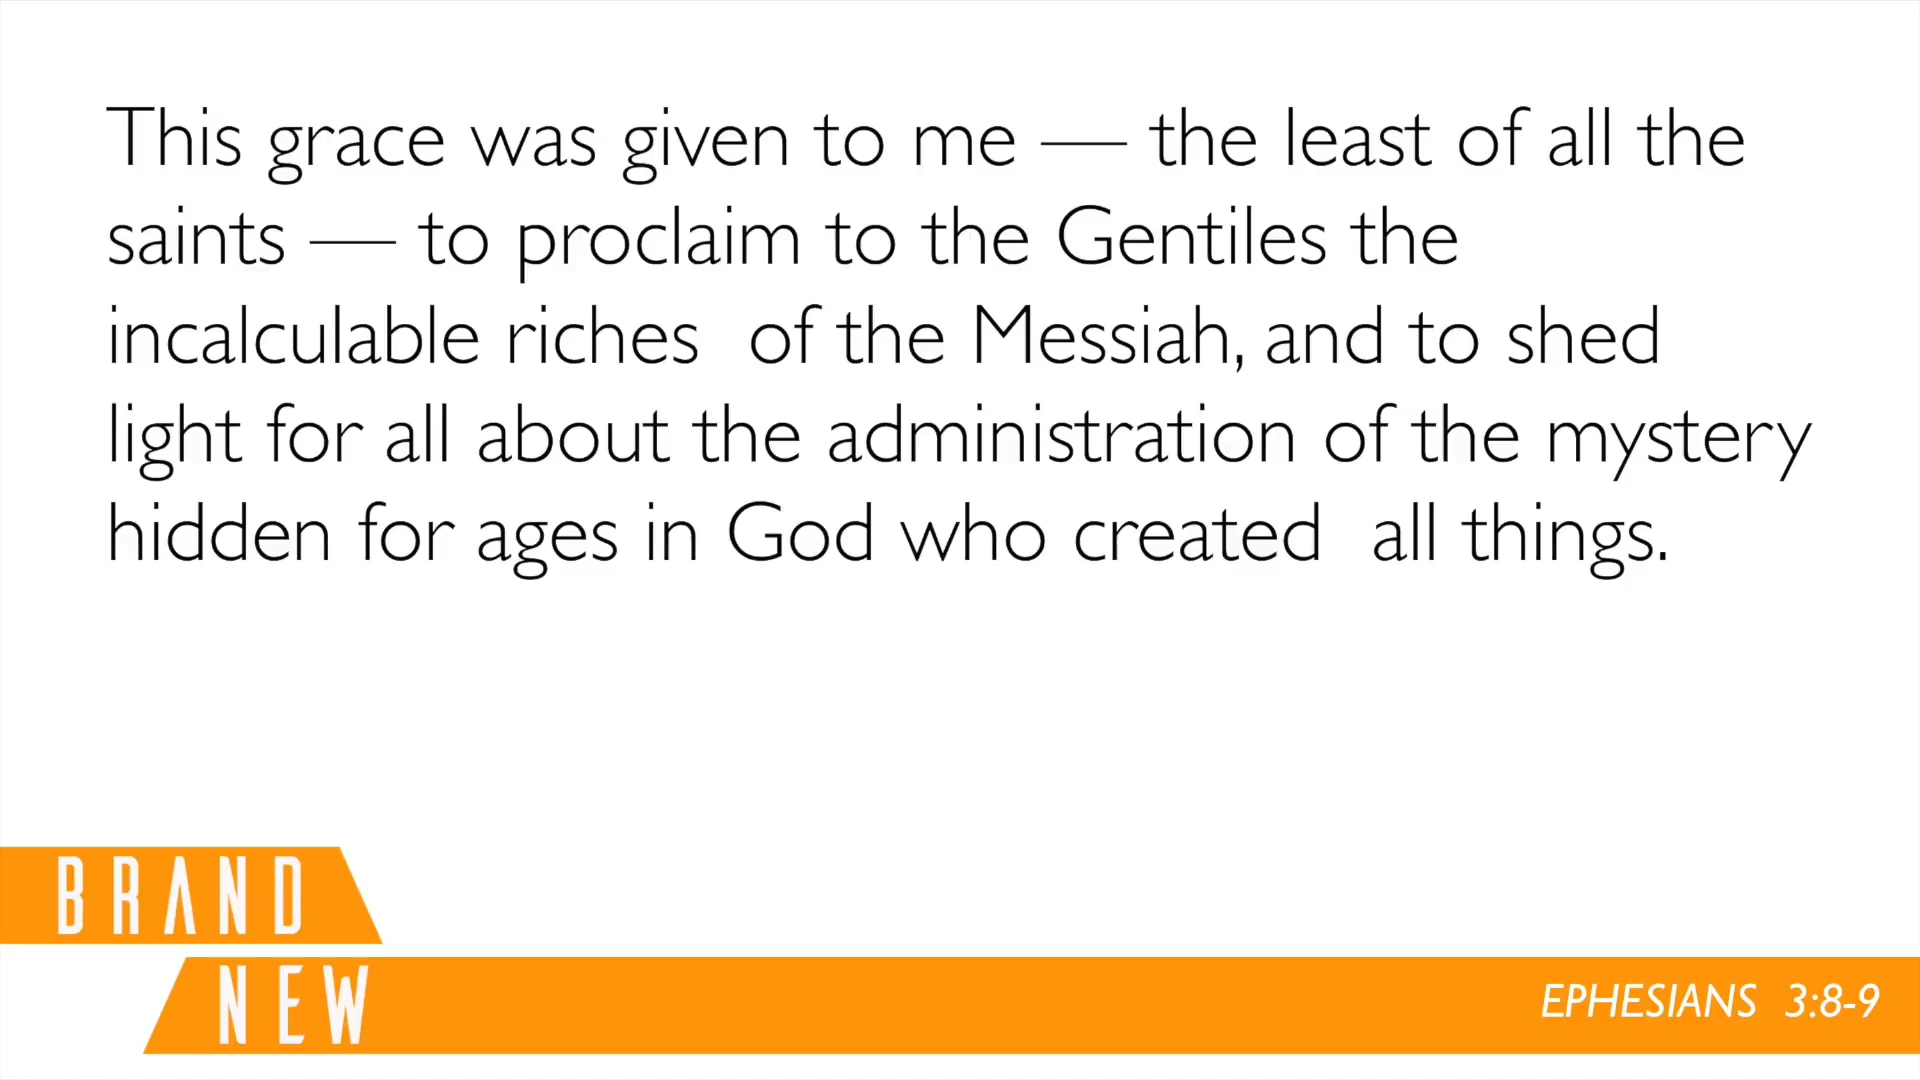 This grace was given to me — the least of all the
saints — to proclaim to the Gentiles the
incalculable riches  of the Messiah, and to shed
light for all about the administration of the mystery
hidden for ages in God who created  all things.
BRAND
NEW
EPHESIANS 3:8-9